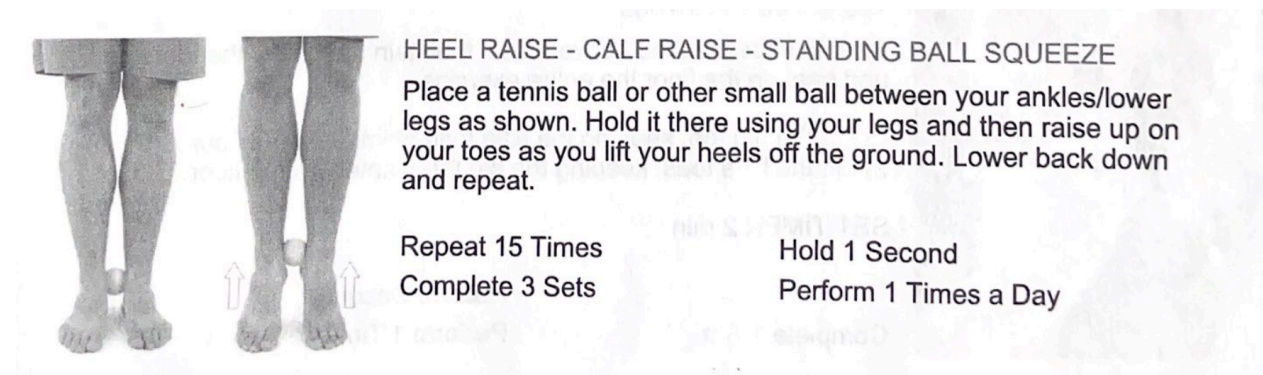 HEEL RAISE - CALF RAISE - STANDING BALL SQUEEZE
Place a tennis ball or other small ball between your ankles/lower
legs as shown. Hold it there using your legs and then raise up on
your toes as you lift your heels off the ground. Lower back down
and repeat.
Repeat 15 Times
Hold 1 Second
Complete 3 Sets
Perform 1 Times a Day